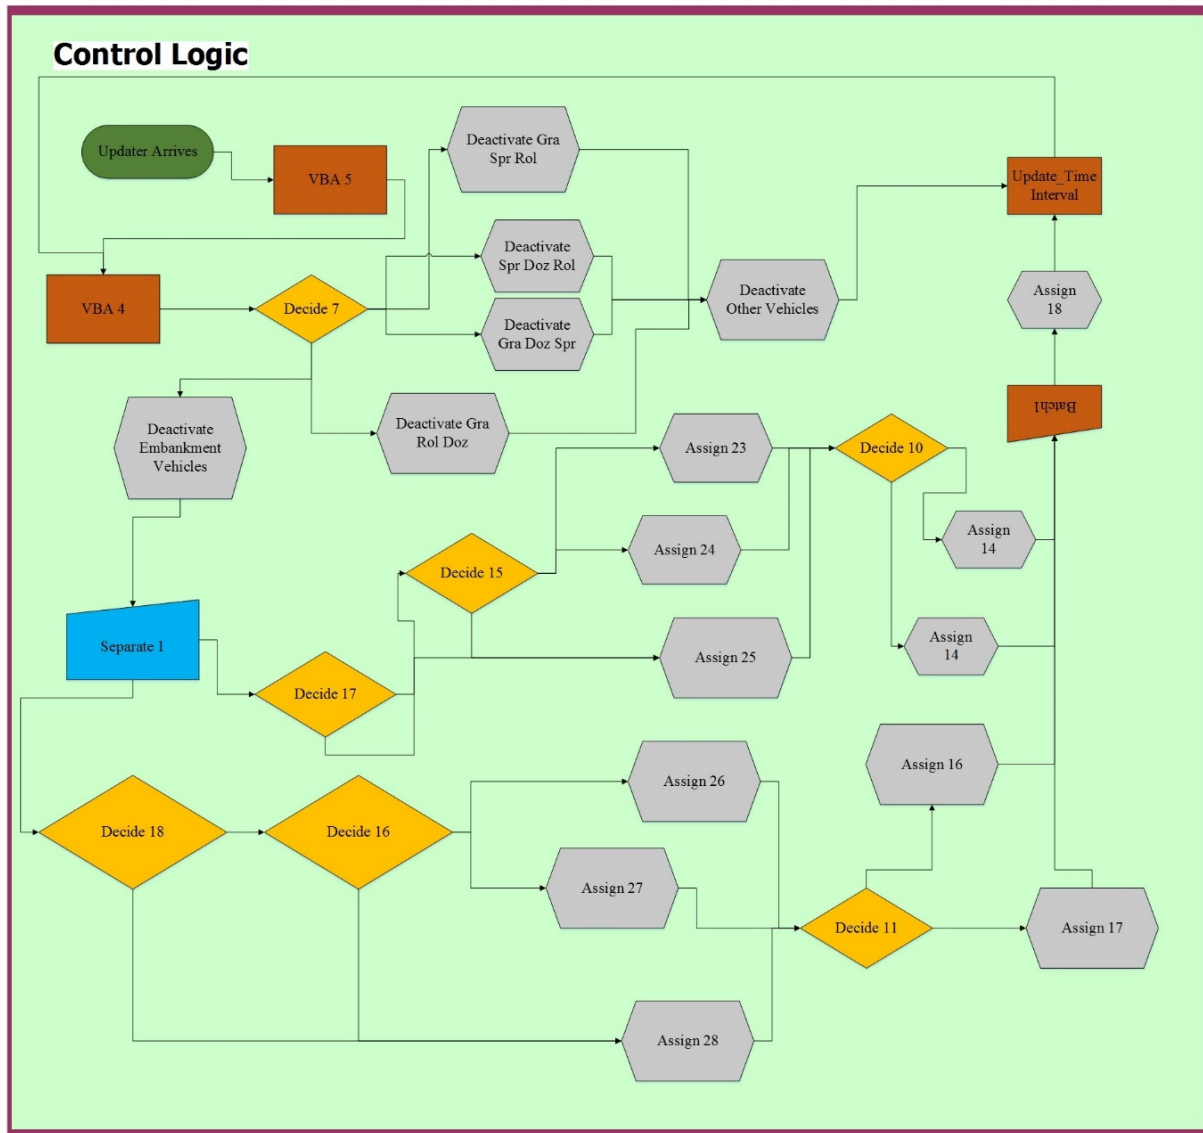 Control Logic
Updater Arrives
VBA 5
Deactivate Gra
Spr Rol
Update_Time
Interval
Deactivate
Spr Doz Rol
VBA 4
Decide 7
Deactivate
Gra Doz Spr
Deactivate
Other Vehicles
Assign
18
Deactivate
Embankment
Vehicles
Deactivate Gra
Rol Doz
Batch1
Assign 23
Decide 10
Assign 24
Assign
14
Decide 15
Separate 1
Assign 25
Assign
14
Decide 17
Assign 26
Assign 16
Decide 18
Decide 16
Assign 27
Decide 11
Assign 17
Assign 28